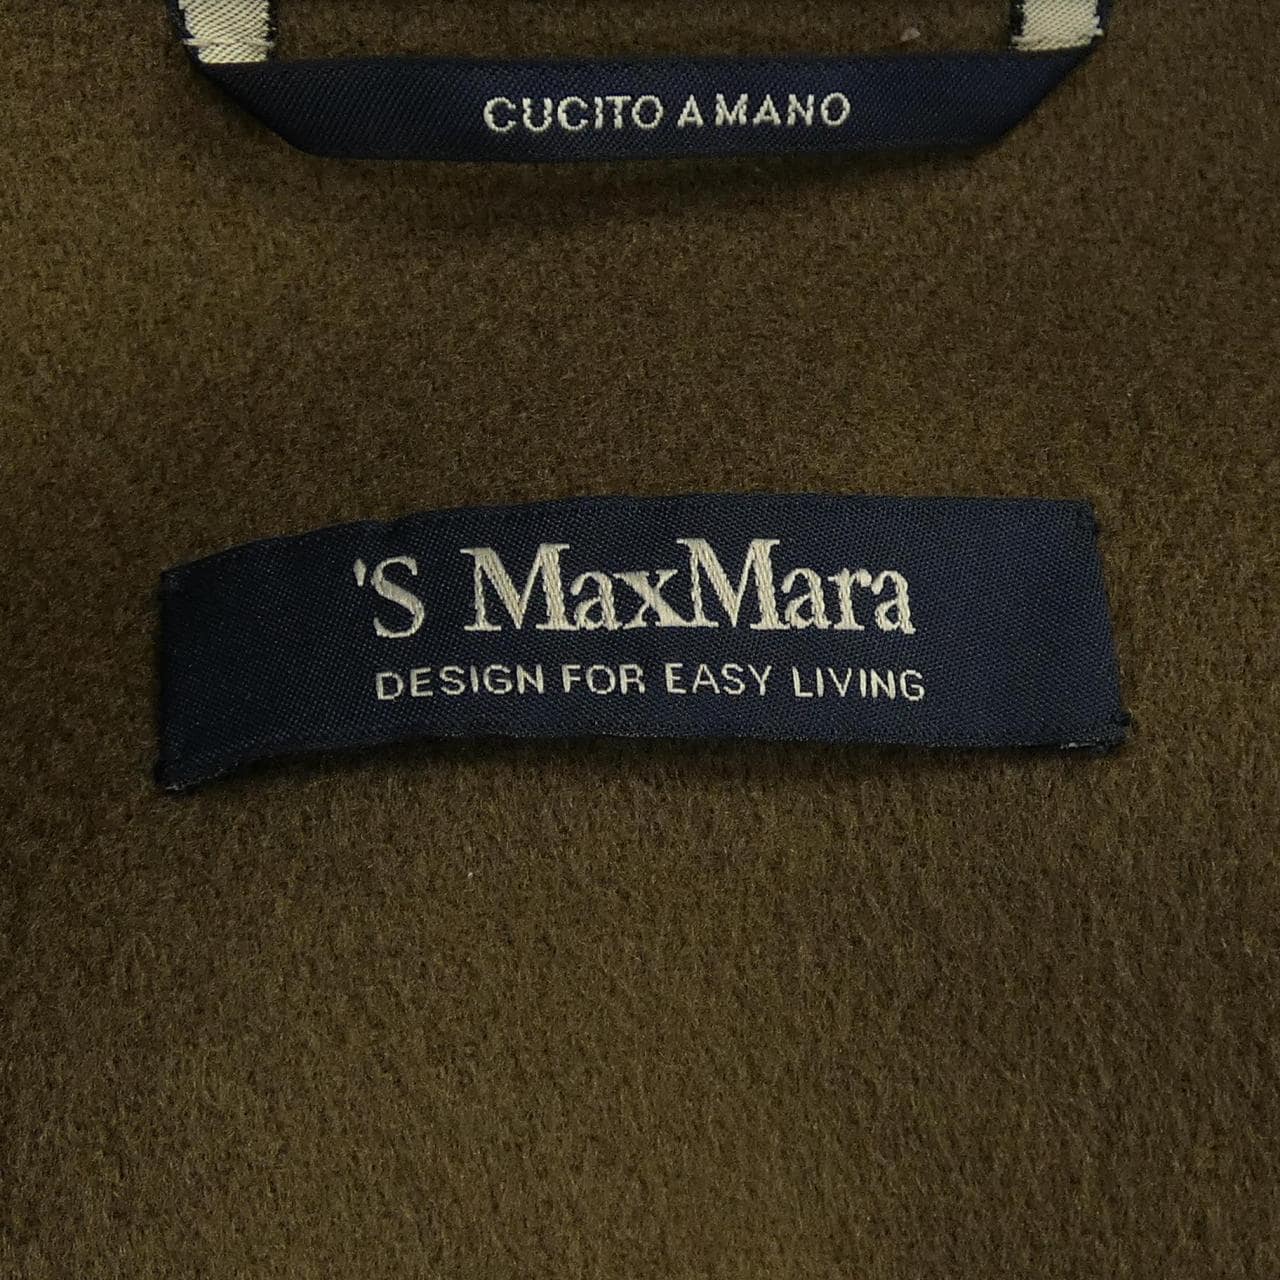 CUCITO A MANO
'S MaxMara
DESIGN FOR EASY LIVING